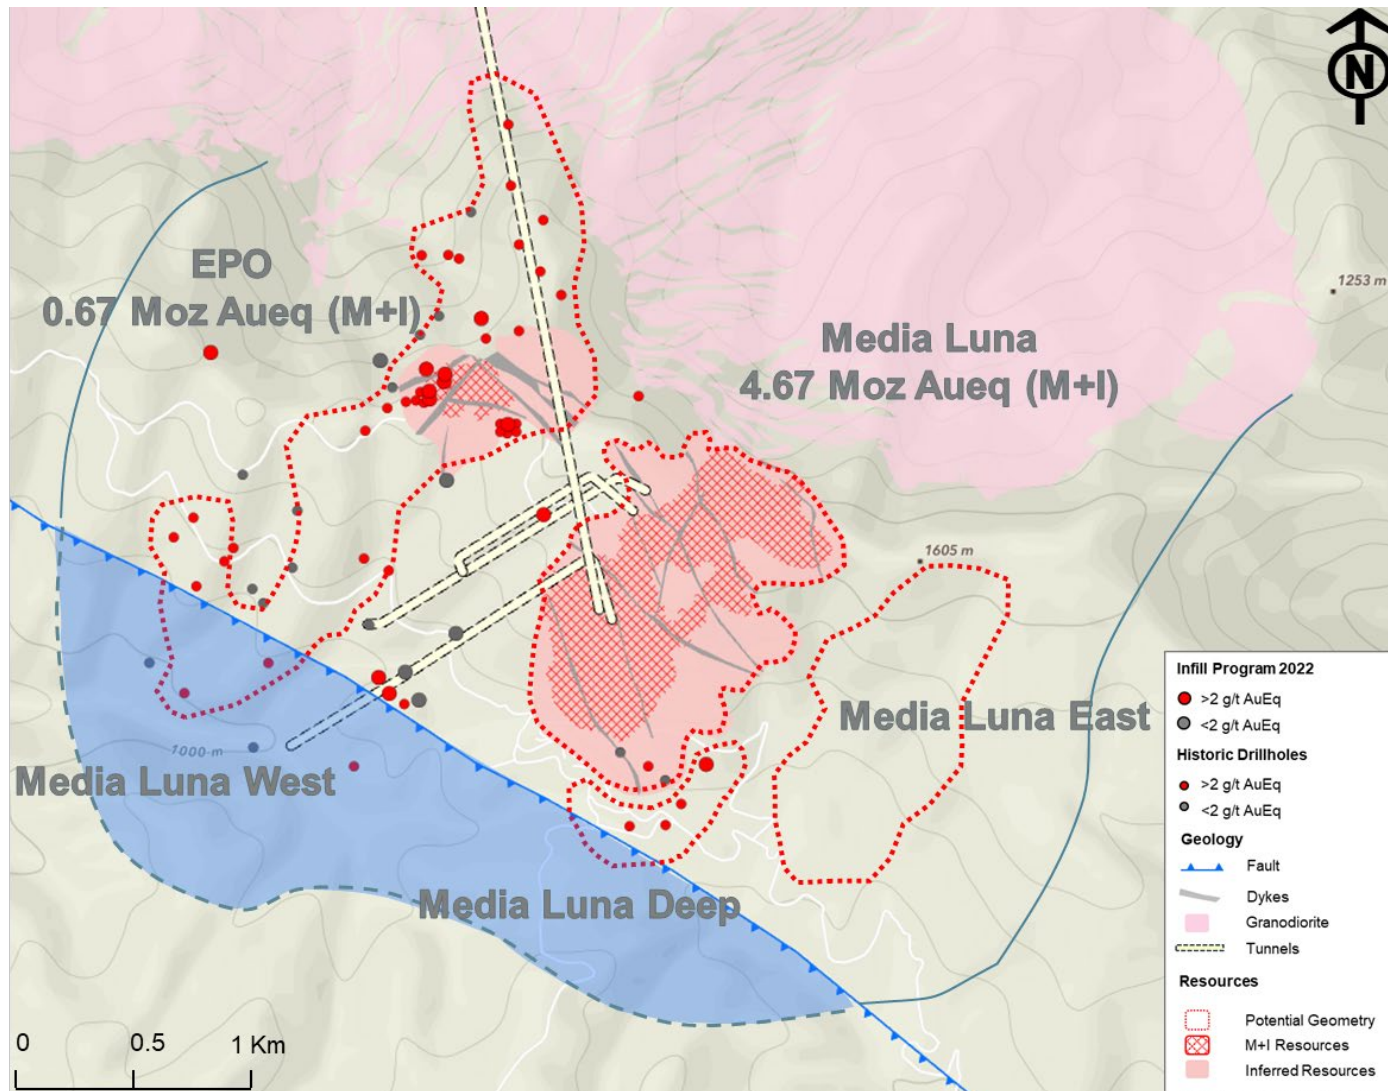 N
1253 m
EPO
0.67 Moz Aueq (M+I)
Media Luna
4.67 Moz Aueq (M+I)
1605 m
Media Luna East
1000 m
Media Luna West
Media Luna Deep
0 0.5 1 Km
Infill Program 2022
>2 g/t AuEq
<2 g/t AuEq
Historic Drillholes
>2 g/t AuEq
<2 g/t AuEq
Geology
Fault
Dykes
Granodiorite
Tunnels
Resources
Potential Geometry
M+I Resources
Inferred Resources